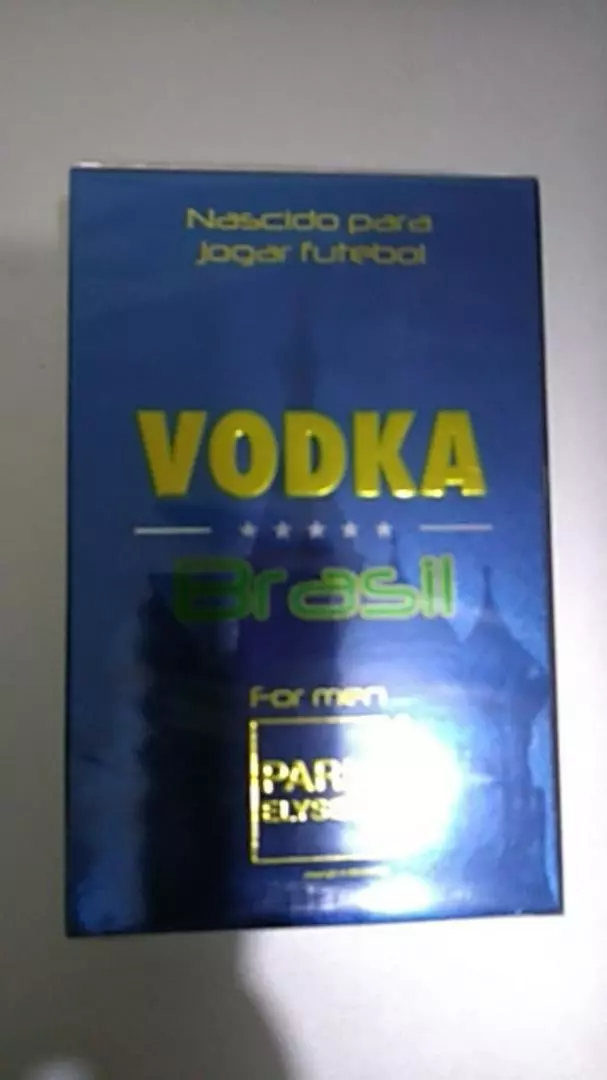 Nascido para
jogar futebol
VODKA
Brasil
For men